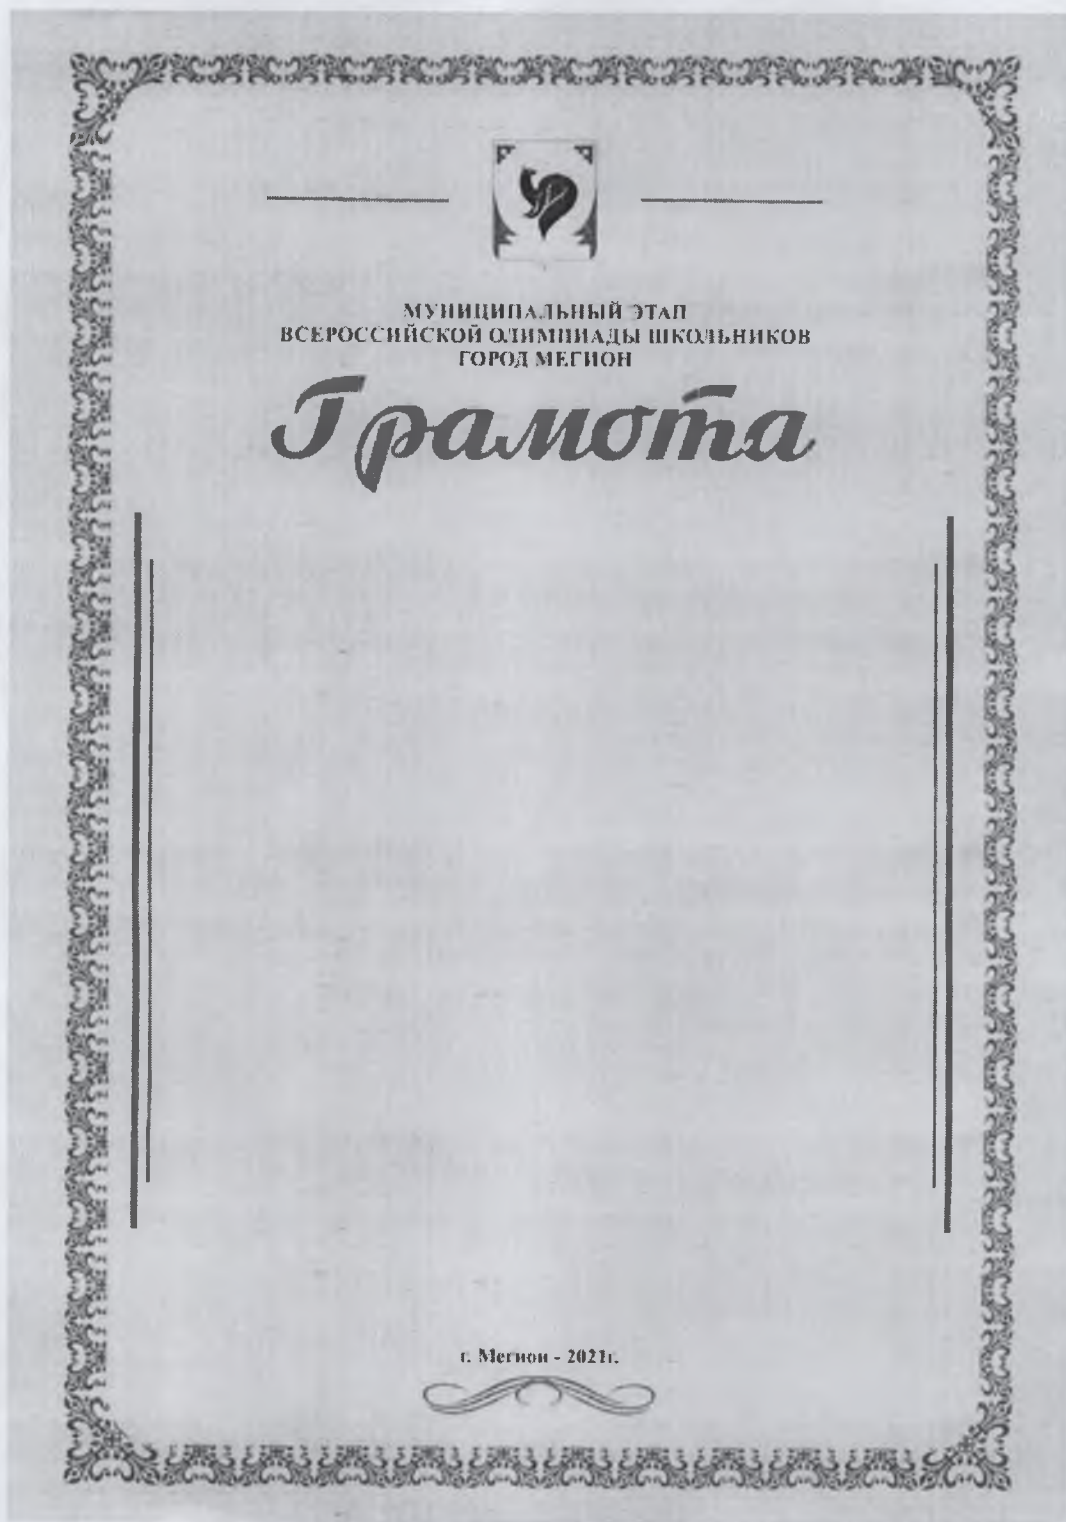 МУНИЦИПАЛЬНЫЙ ЭТАП
ВСЕРОССИЙСКОЙ ОЛИМПИАДЫ ШКОЛЬНИКОВ
ГОРОД МЕГИОН
Грамота
г. Мегион - 2021г.